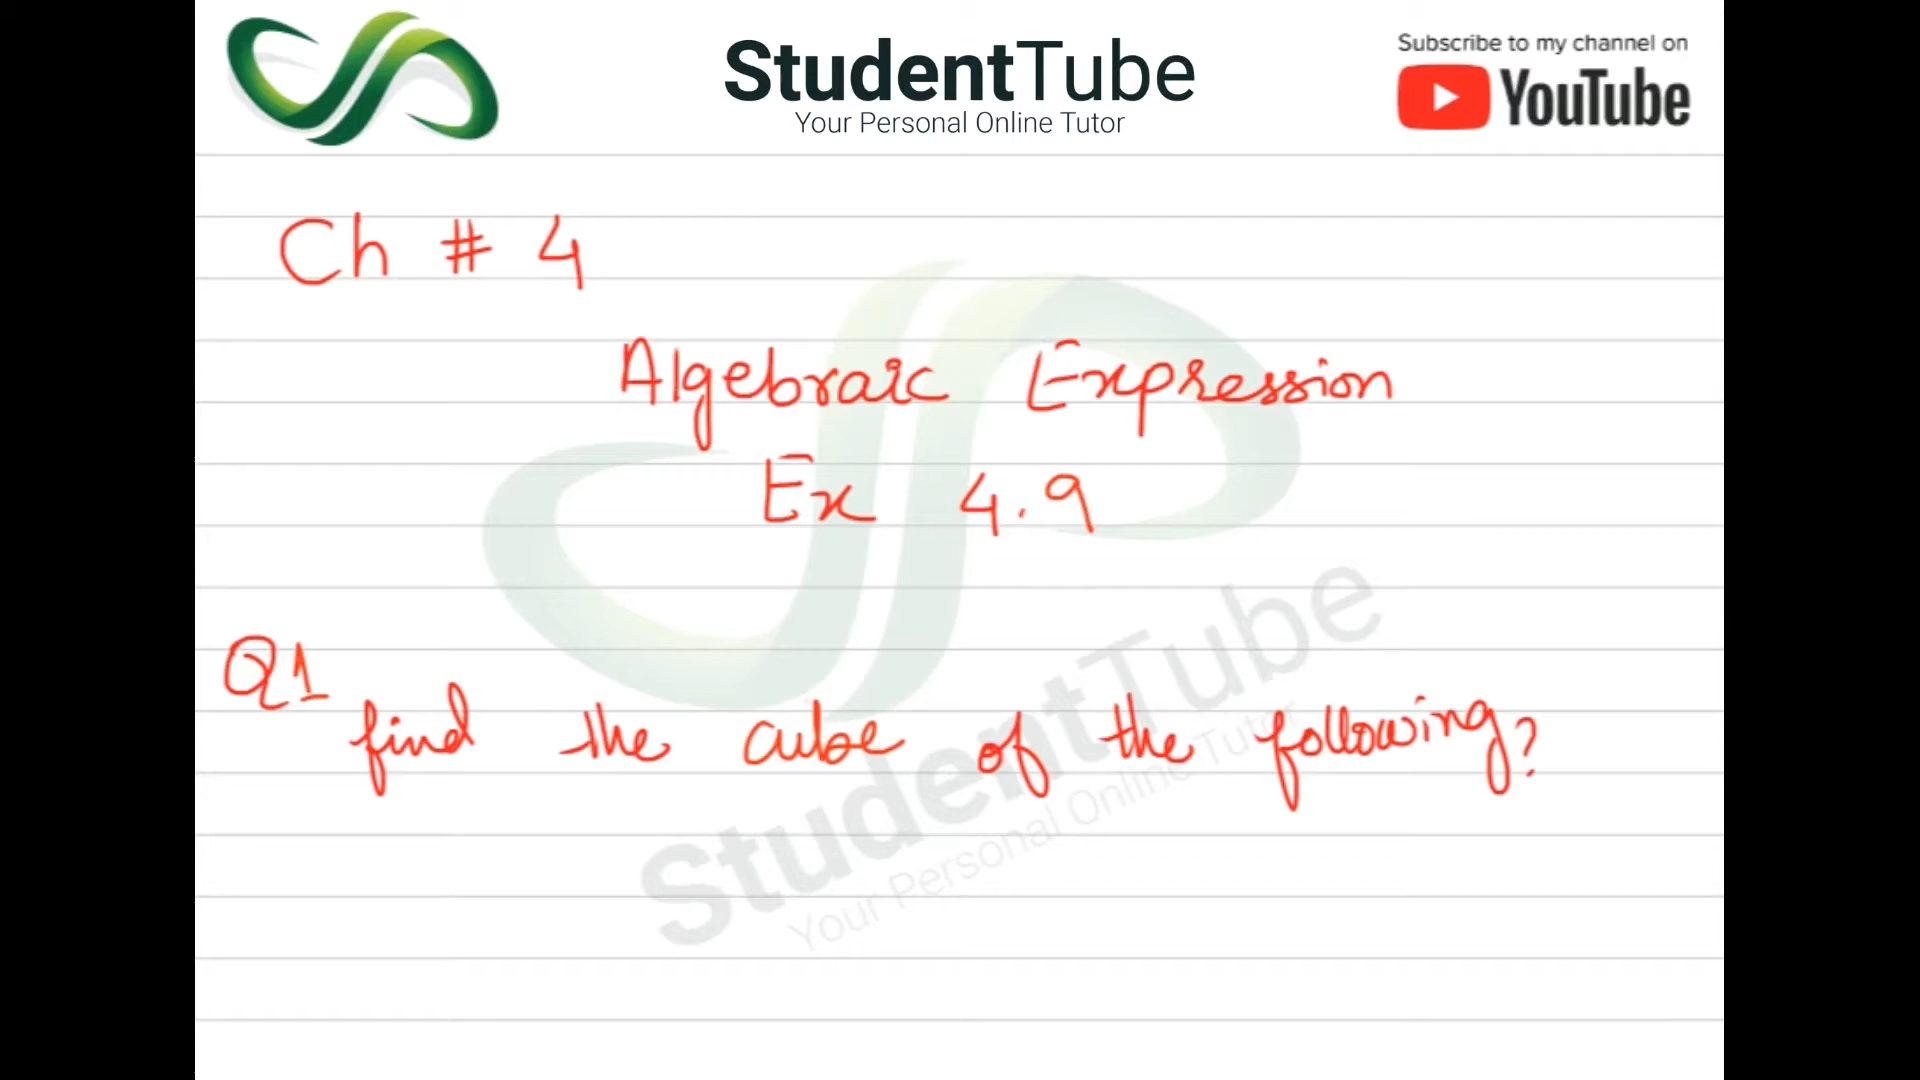 StudentTube
Your Personal Online Tutor
Subscribe to my channel on
YouTube
Ch # 4
Algebraic Expression
Ex 4.9
Q1
find the cube of the following?
StudentTube
Your Personal Online Tutor